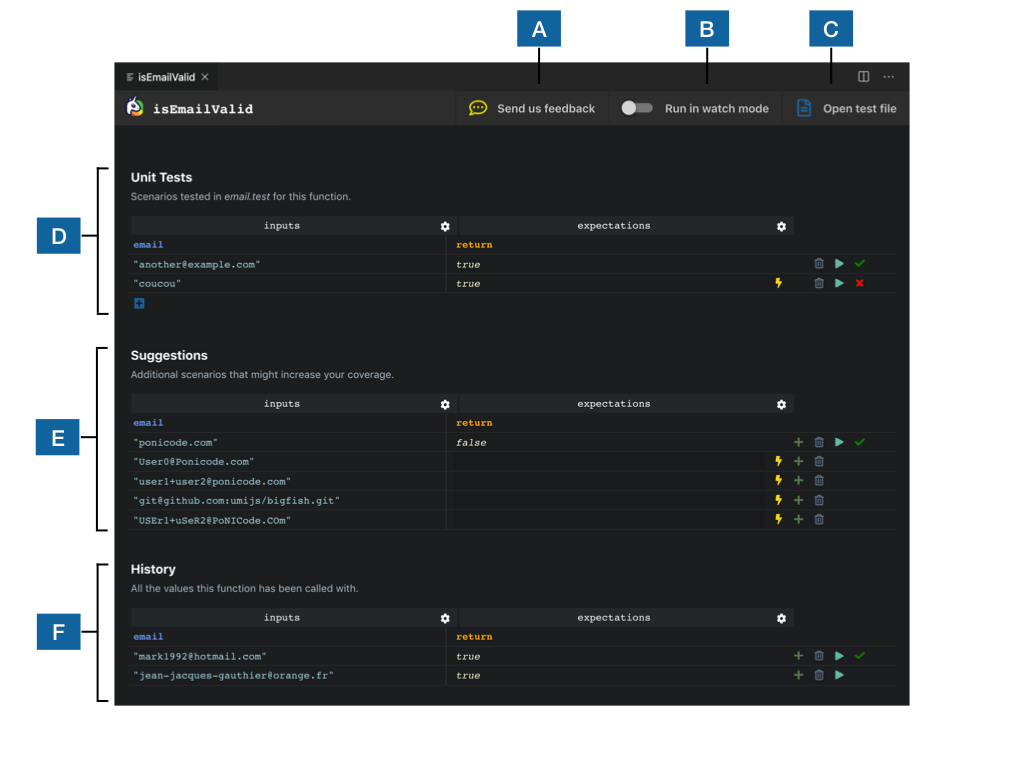 A B C
isEmailValid
isEmailValid Send us feedback Run in watch mode Open test file
D
Unit Tests
Scenarios tested in email.test for this function.
inputs expectations
email return
"another@example.com" true
"coucou" true
E
Suggestions
Additional scenarios that might increase your coverage.
inputs expectations
email return
"ponicode.com" false
"User0@Ponicode.com"
"user1+user2@ponicode.com"
"git@github.com:umijs/bigfish.git"
"USEr1+uSeR2@PoNICode.COm"
F
History
All the values this function has been called with.
inputs expectations
email return
"mark1992@hotmail.com" true
"jean-jacques-gauthier@orange.fr" true